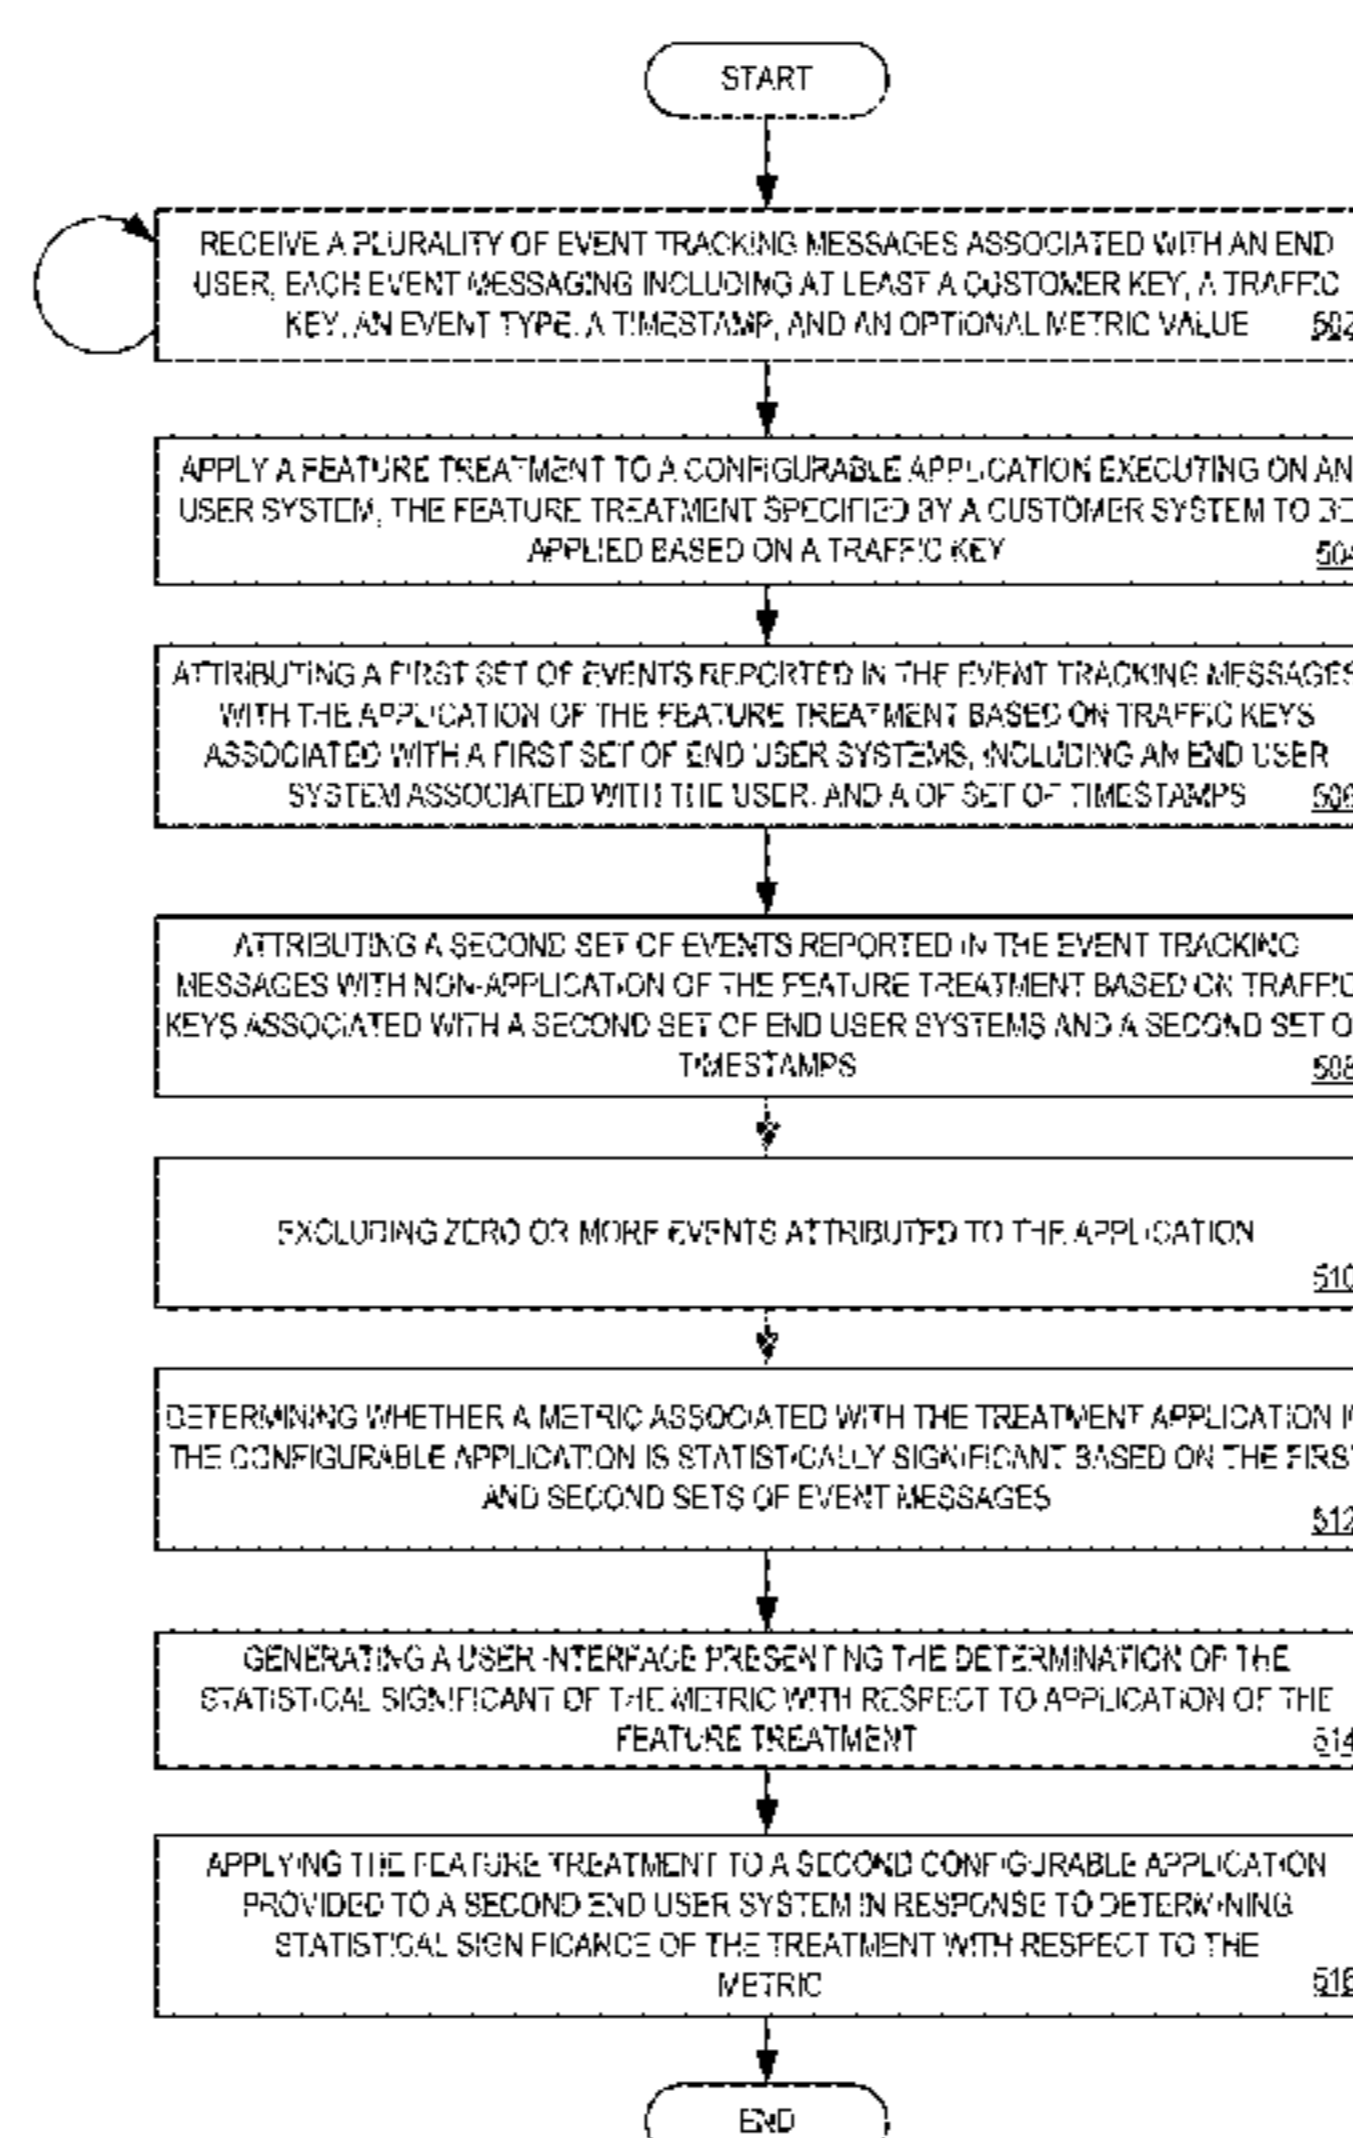 START
RECEIVE A PLURALITY OF EVENT TRACKING MESSAGES ASSOCIATED WITH AN END
USER, EACH EVENT MESSAGING INCLUDING AT LEAST A CUSTOMER KEY, A TRAFFIC
KEY, AN EVENT TYPE, A TIMESTAMP, AND AN OPTIONAL METRIC VALUE 502
APPLY A FEATURE TREATMENT TO A CONFIGURABLE APPLICATION EXECUTING ON AN
USER SYSTEM, THE FEATURE TREATMENT SPECIFIED BY A CUSTOMER SYSTEM TO BE
APPLIED BASED ON A TRAFFIC KEY 504
ATTRIBUTING A FIRST SET OF EVENTS REPORTED IN THE EVENT TRACKING MESSAGES
WITH THE APPLICATION OF THE FEATURE TREATMENT BASED ON TRAFFIC KEYS
ASSOCIATED WITH A FIRST SET OF END USER SYSTEMS, INCLUDING AN END USER
SYSTEM ASSOCIATED WITH THE USER, AND A OF SET OF TIMESTAMPS 506
ATTRIBUTING A SECOND SET OF EVENTS REPORTED IN THE EVENT TRACKING
MESSAGES WITH NON-APPLICATION OF THE FEATURE TREATMENT BASED ON TRAFFIC
KEYS ASSOCIATED WITH A SECOND SET OF END USER SYSTEMS AND A SECOND SET O
TIMESTAMPS 508
EXCLUDING ZERO OR MORE EVENTS ATTRIBUTED TO THE APPLICATION
510
DETERMINING WHETHER A METRIC ASSOCIATED WITH THE TREATMENT APPLICATION
THE CONFIGURABLE APPLICATION IS STATISTICALLY SIGNIFICANT BASED ON THE FIRST
AND SECOND SETS OF EVENT MESSAGES
512
GENERATING A USER INTERFACE PRESENTING THE DETERMINATION OF THE
STATISTICAL SIGNIFICANT OF THE METRIC WITH RESPECT TO APPLICATION OF THE
FEATURE TREATMENT 514
APPLYING THE FEATURE TREATMENT TO A SECOND CONFIGURABLE APPLICATION
PROVIDED TO A SECOND END USER SYSTEM IN RESPONSE TO DETERMINING
STATISTICAL SIGNIFICANCE OF THE TREATMENT WITH RESPECT TO THE
METRIC 516
END